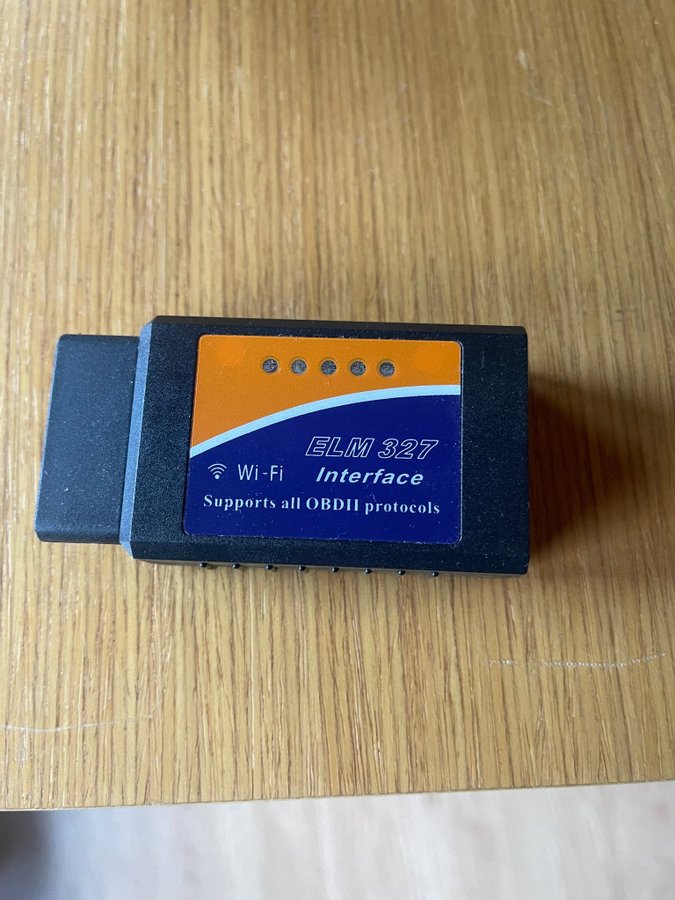 ELM 327
Wi-Fi Interface
Supports all OBDII protocols